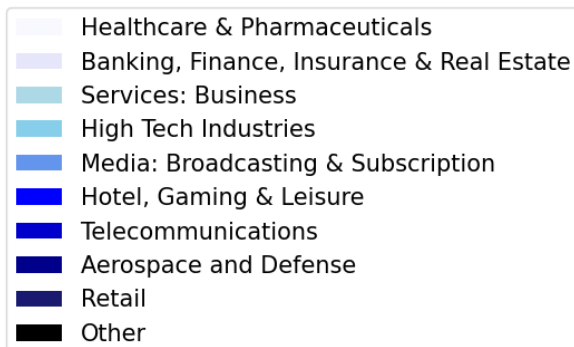 Healthcare & Pharmaceuticals
Banking, Finance, Insurance & Real Estate
Services: Business
High Tech Industries
Media: Broadcasting & Subscription
Hotel, Gaming & Leisure
Telecommunications
Aerospace and Defense
Retail
Other